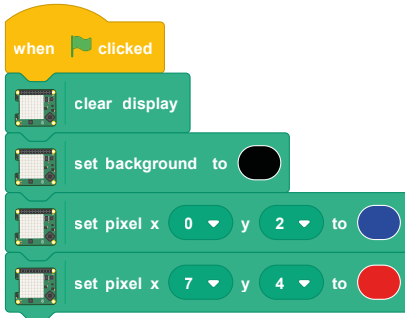 when clicked
clear display
set background to
set pixel x 0 y 2 to
set pixel x 7 y 4 to